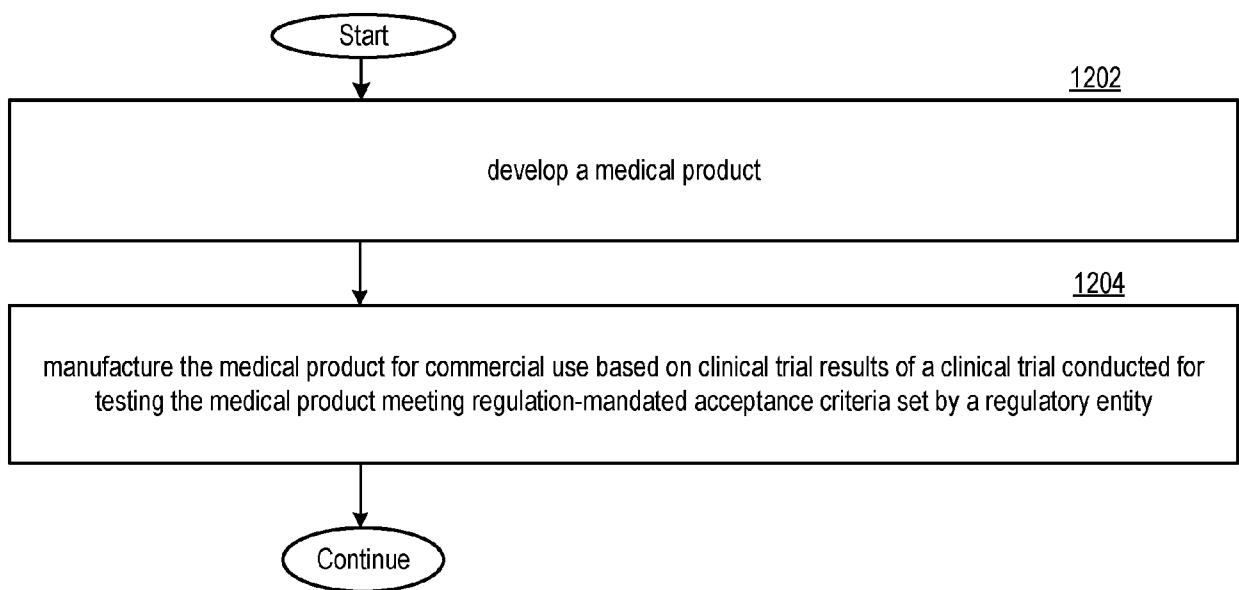 Start
1202
develop a medical product
1204
manufacture the medical product for commercial use based on clinical trial results of a clinical trial conducted for
testing the medical product meeting regulation-mandated acceptance criteria set by a regulatory entity
Continue